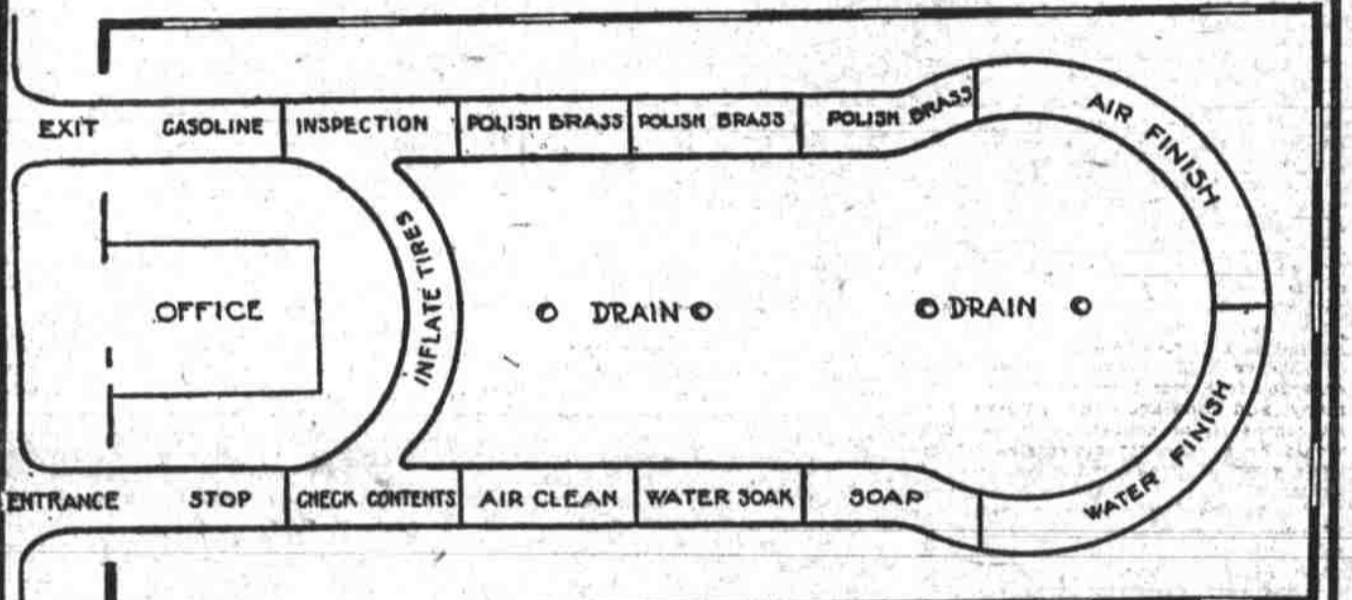 EXIT
GASOLINE
INSPECTION
POLISH BRASS
POLISH BRASS
POLISH BRASS
AIR FINISH
INFLATE TIRES
OFFICE
DRAIN
DRAIN
WATER FINISH
ENTRANCE
STOP
CHECK CONTENTS
AIR CLEAN
WATER SOAK
SOAP